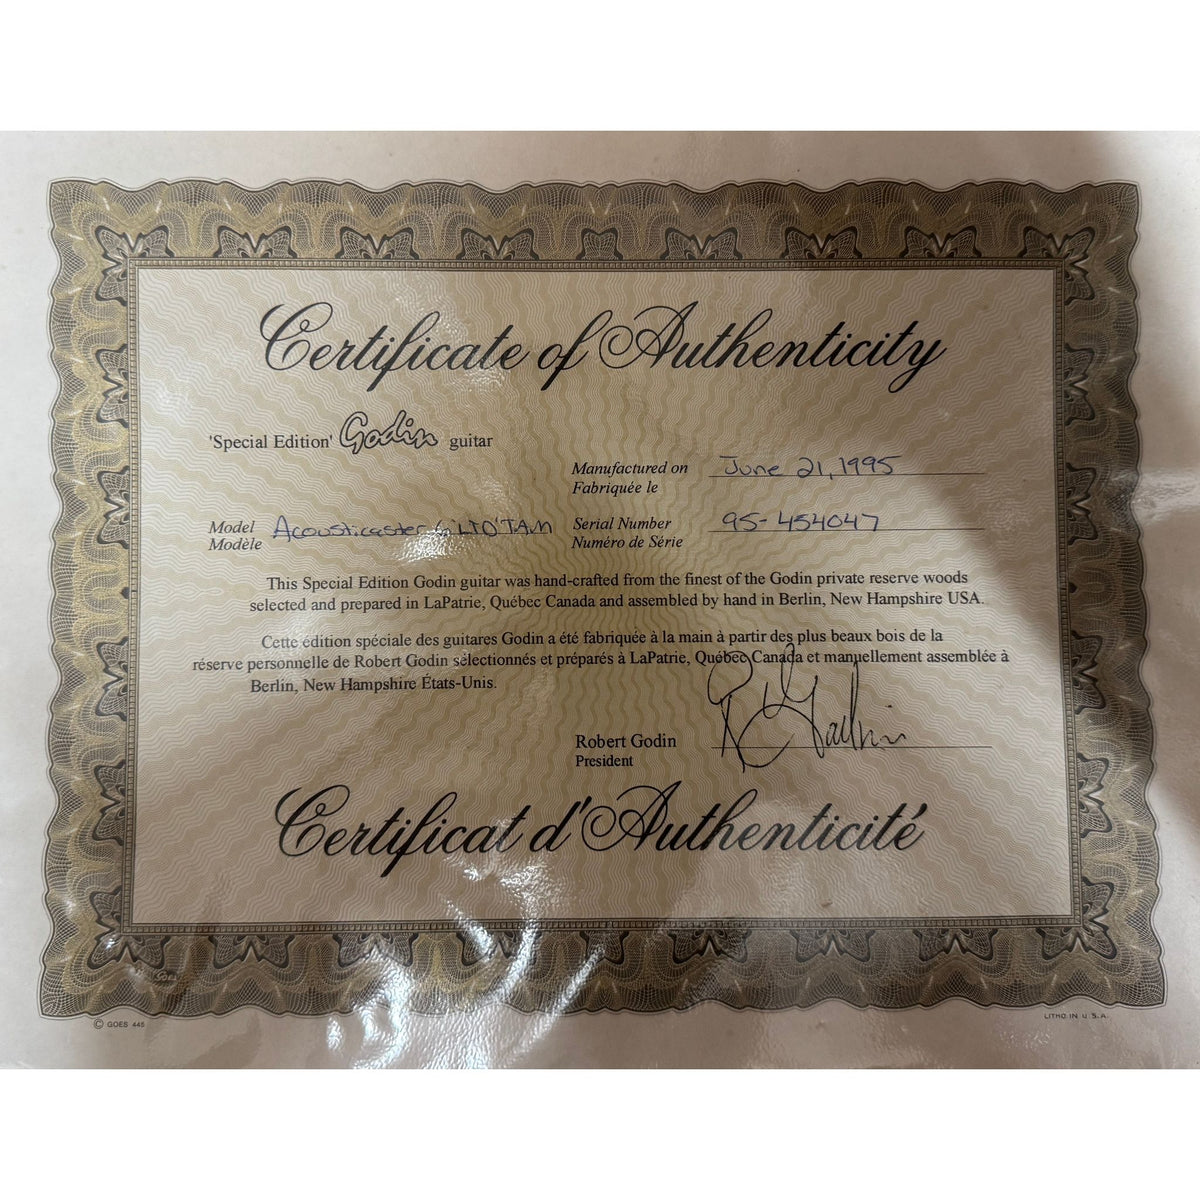 Certificate of Authenticity
'Special Edition' Godin guitar
Manufactured on June 21, 1995
Fabriquée le
Model Acousticaster 6 'LTD' TAM Serial Number 95-454047
Modèle Numéro de Série
This Special Edition Godin guitar was hand-crafted from the finest of the Godin private reserve woods
selected and prepared in LaPatrie, Québec Canada and assembled by hand in Berlin, New Hampshire USA.
Cette édition spéciale des guitares Godin a été fabriquée à la main à partir des plus beaux bois de la
réserve personnelle de Robert Godin sélectionnés et préparés à LaPatrie, Québec Canada et manuellement assemblée à
Berlin, New Hampshire États-Unis.
Robert Godin
President
Certificat d'Authenticité
Goes
© GOES 445
LITHO. IN U.S.A.